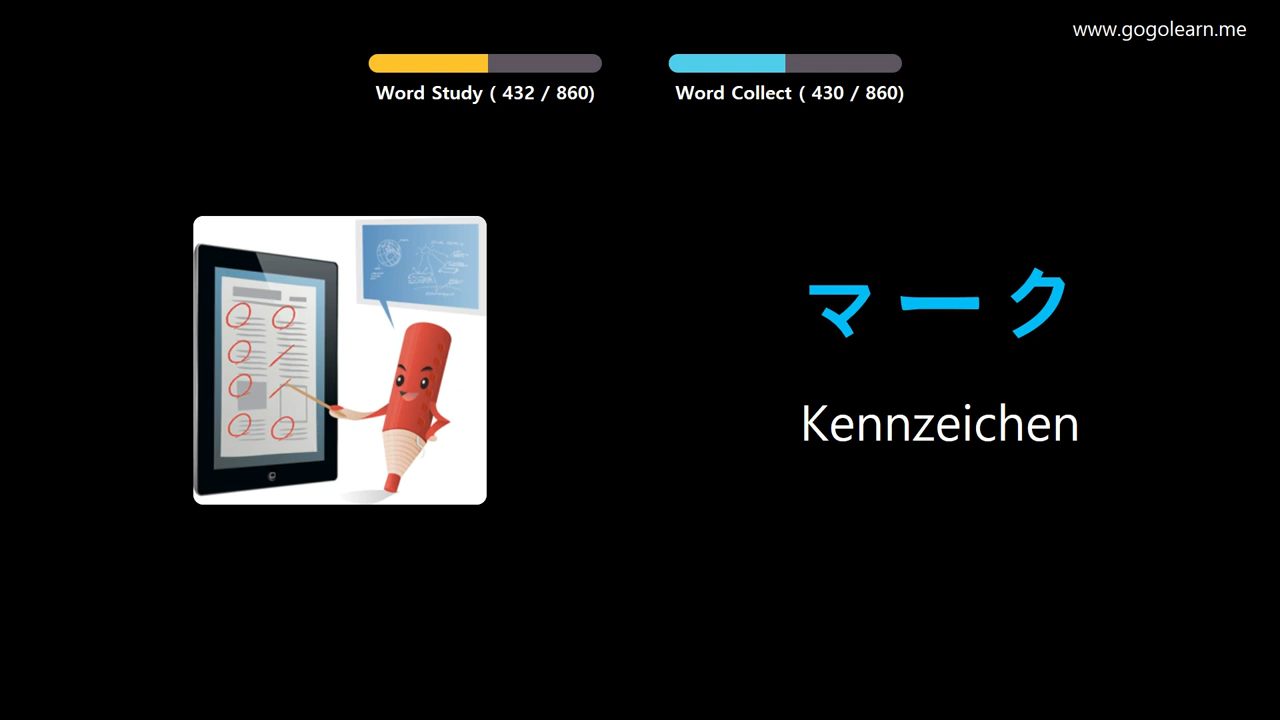 www.gogolearn.me
Word Study ( 432 / 860)
Word Collect ( 430 / 860)
マーク
Kennzeichen